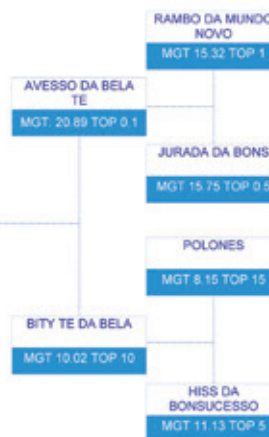 RAMBO DA MUNDO
NOVO
MGT 15.32 TOP 1
AVESSO DA BELA
TE
MGT: 20.89 TOP 0.1
JURADA DA BONS
MGT 15.75 TOP 0.5
POLONES
MGT 8.15 TOP 15
BITY TE DA BELA
MGT 10.02 TOP 10
HISS DA
BONSUCESSO
MGT 11.13 TOP 5